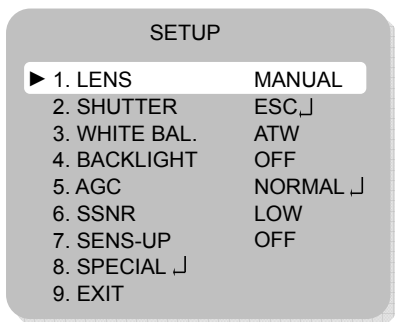 SETUP
► 1. LENS MANUAL
2. SHUTTER ESC ↵
3. WHITE BAL. ATW
4. BACKLIGHT OFF
5. AGC NORMAL ↵
6. SSNR LOW
7. SENS-UP OFF
8. SPECIAL ↵
9. EXIT